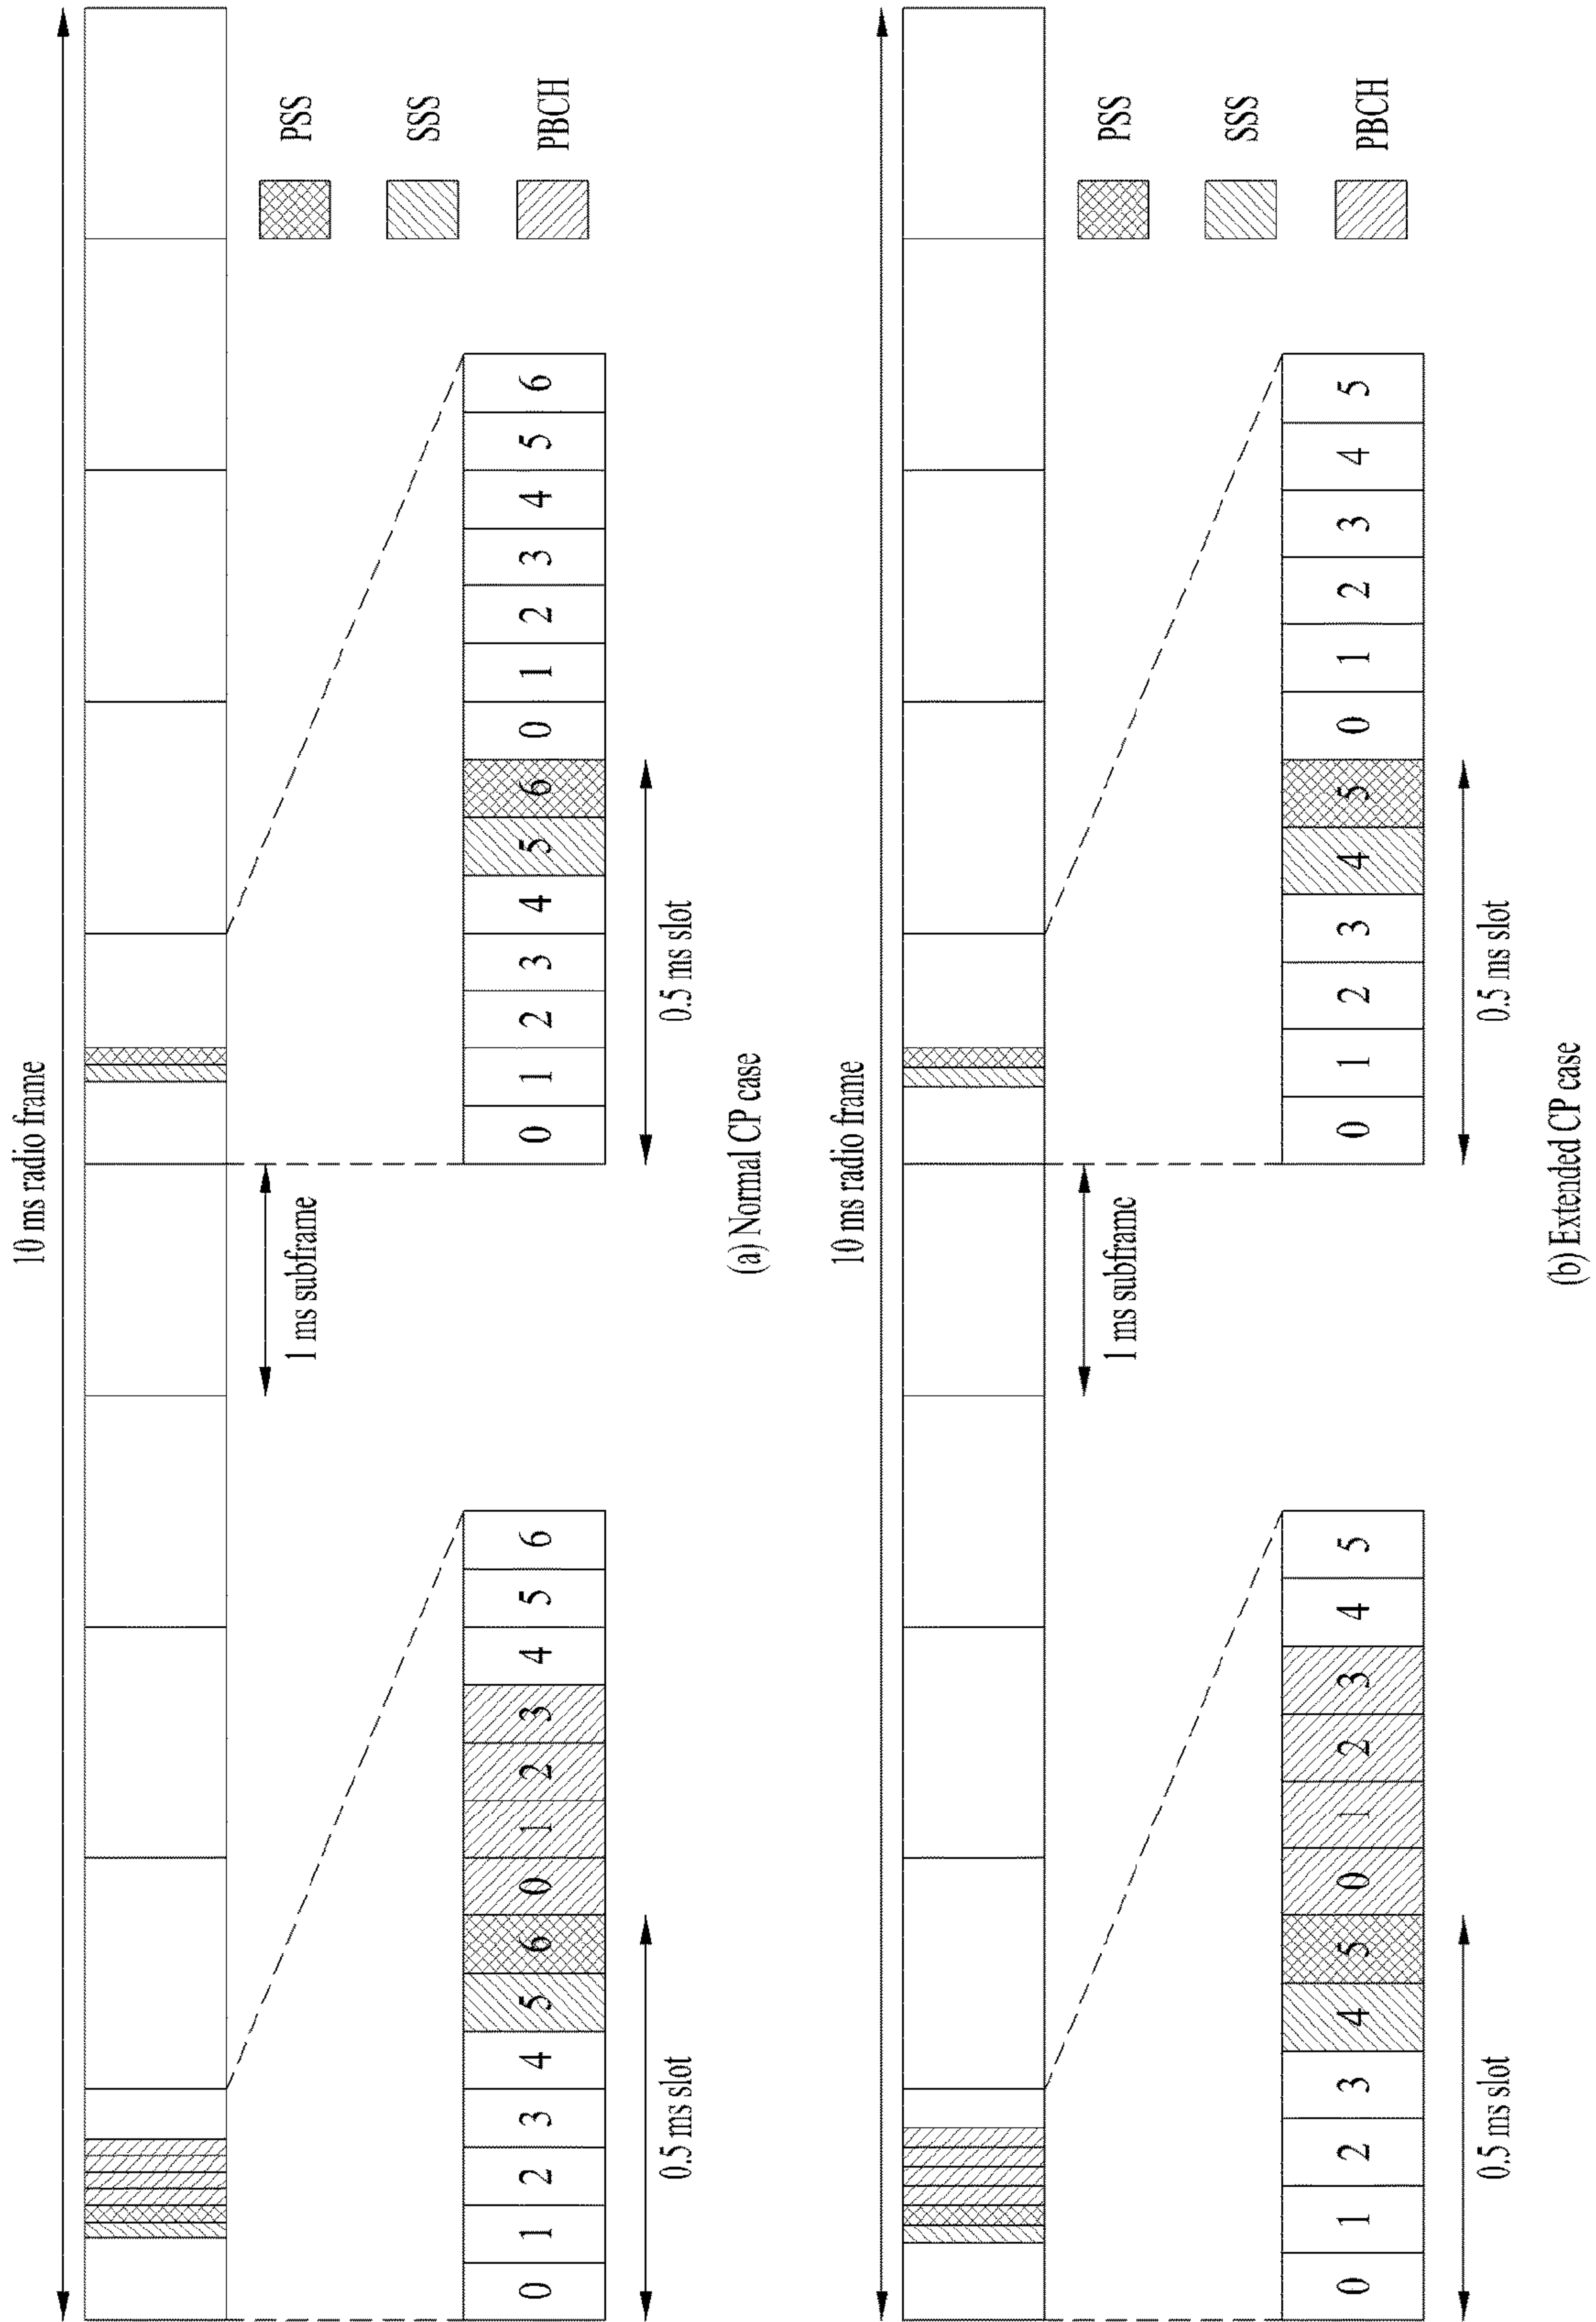 10 ms radio frame
PSS
SSS
PBCH
1 ms subframe
0 1 2 3 4 5 6 0 1 2 3 4 5 6
0 1 2 3 4 5 6 0 1 2 3 4 5 6
0.5 ms slot
0.5 ms slot
(a) Normal CP case
10 ms radio frame
PSS
SSS
PBCH
1 ms subframe
0 1 2 3 4 5 0 1 2 3 4 5
0 1 2 3 4 5 0 1 2 3 4 5
0.5 ms slot
0.5 ms slot
(b) Extended CP case